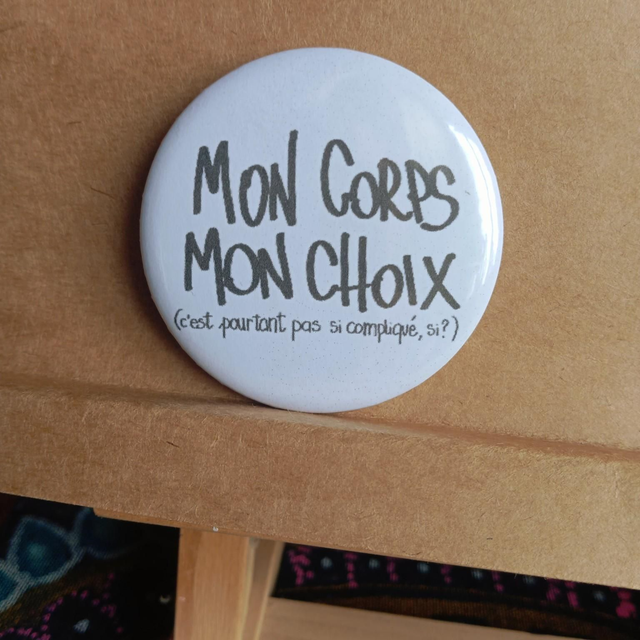 MON CORPS
MON CHOIX
(c'est pourtant pas si compliqué, si?)